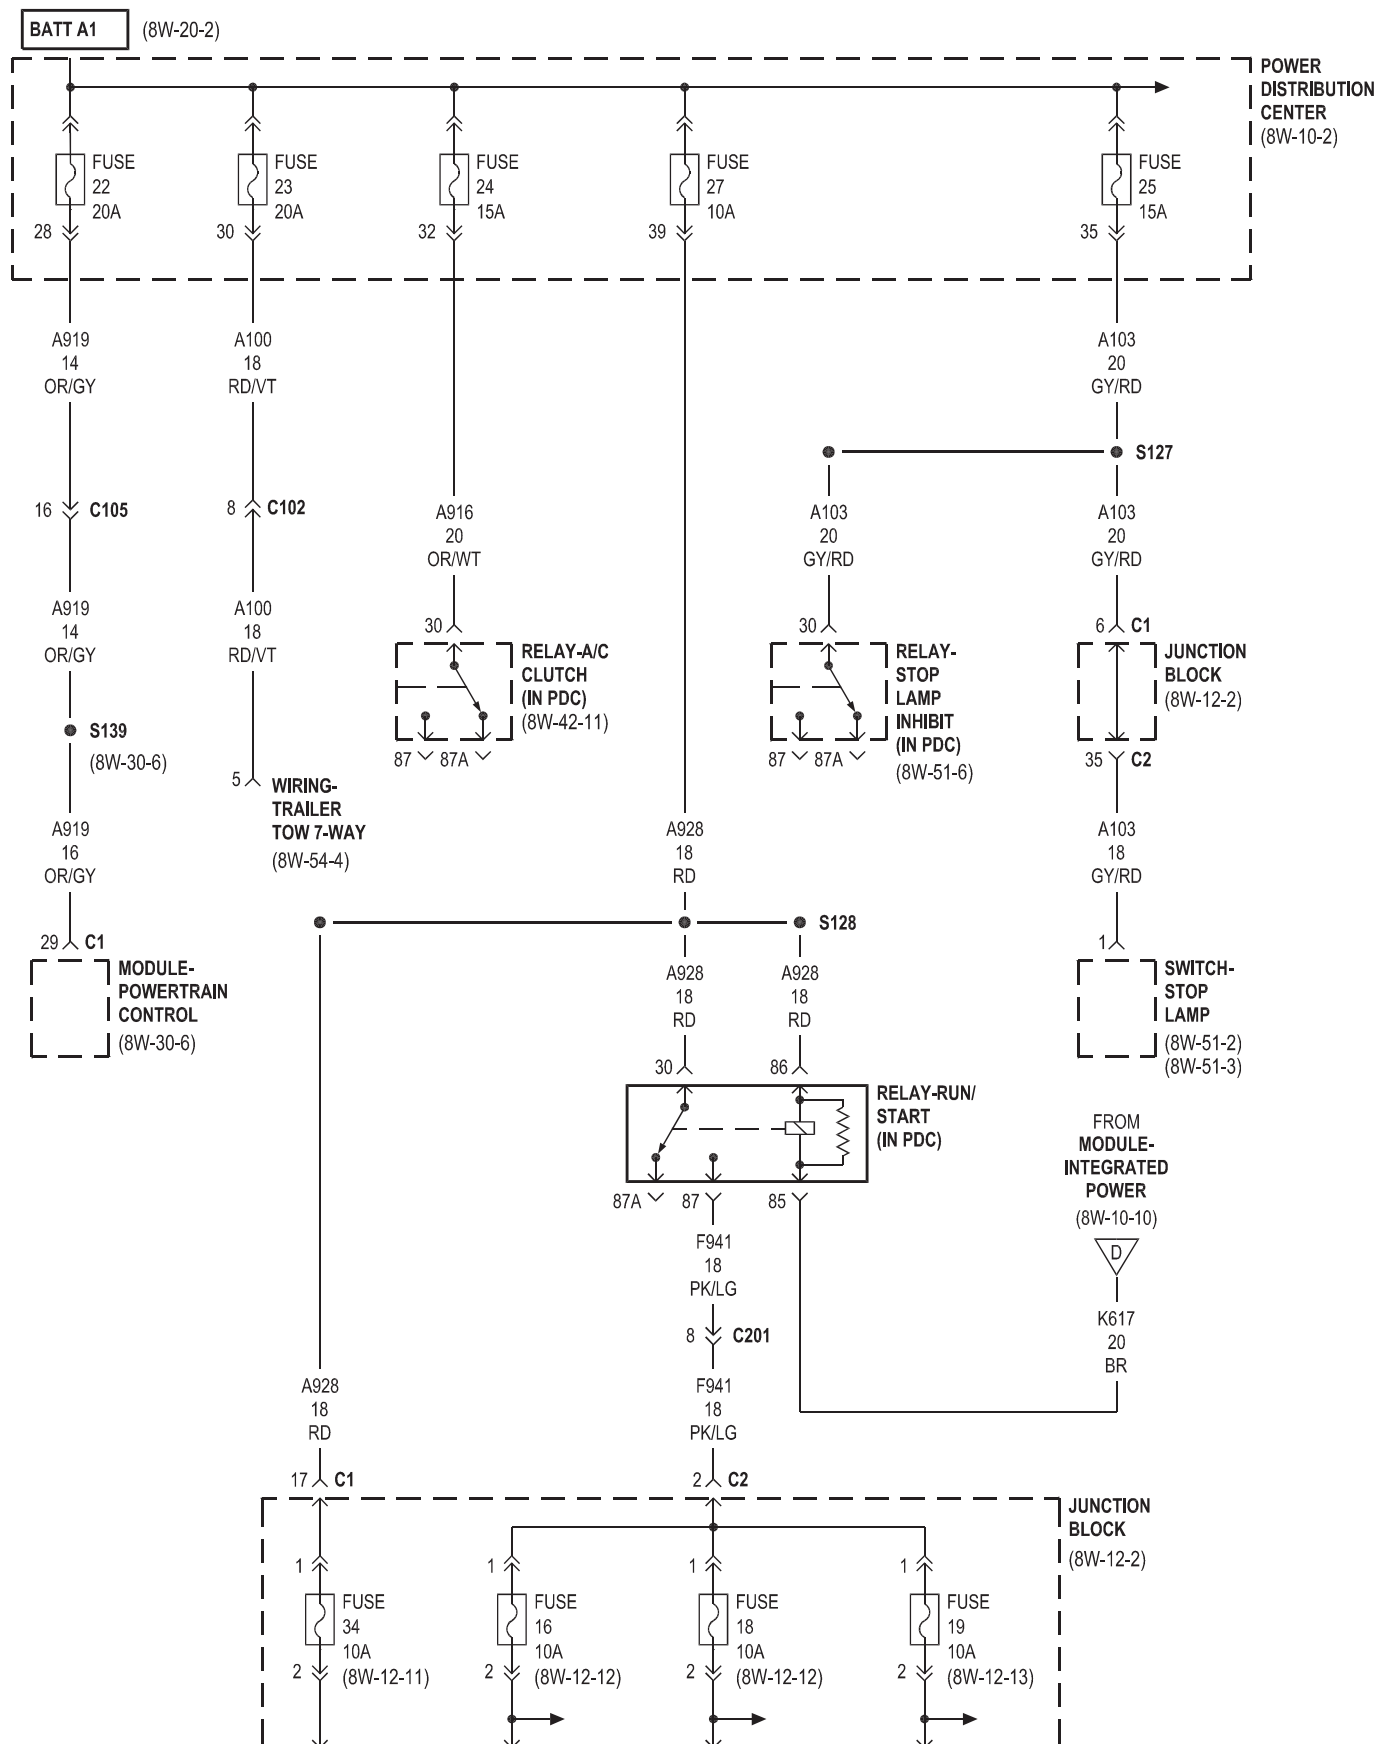 BATT A1 (8W-20-2)
POWER
DISTRIBUTION
CENTER
(8W-10-2)
FUSE
22
20A
28
FUSE
23
20A
30
FUSE
24
15A
32
FUSE
27
10A
39
FUSE
25
15A
35
A919
14
OR/GY
A100
18
RD/VT
A103
20
GY/RD
S127
16 C105
8 C102
A916
20
OR/WT
A103
20
GY/RD
A103
20
GY/RD
A919
14
OR/GY
A100
18
RD/VT
30
RELAY-A/C
CLUTCH
(IN PDC)
(8W-42-11)
87 87A
30
RELAY-
STOP
LAMP
INHIBIT
(IN PDC)
(8W-51-6)
87 87A
6 C1
JUNCTION
BLOCK
(8W-12-2)
35 C2
S139
(8W-30-6)
5 WIRING-
TRAILER
TOW 7-WAY
(8W-54-4)
A919
16
OR/GY
A928
18
RD
A103
18
GY/RD
S128
29 C1
MODULE-
POWERTRAIN
CONTROL
(8W-30-6)
A928
18
RD
A928
18
RD
1
SWITCH-
STOP
LAMP
(8W-51-2)
(8W-51-3)
30 86
RELAY-RUN/
START
(IN PDC)
87A 87 85
FROM
MODULE-
INTEGRATED
POWER
(8W-10-10)
D
F941
18
PK/LG
8 C201
K617
20
BR
A928
18
RD
F941
18
PK/LG
17 C1
2 C2
JUNCTION
BLOCK
(8W-12-2)
1
FUSE
34
10A
2 (8W-12-11)
1
FUSE
16
10A
2 (8W-12-12)
1
FUSE
18
10A
2 (8W-12-12)
1
FUSE
19
10A
2 (8W-12-13)